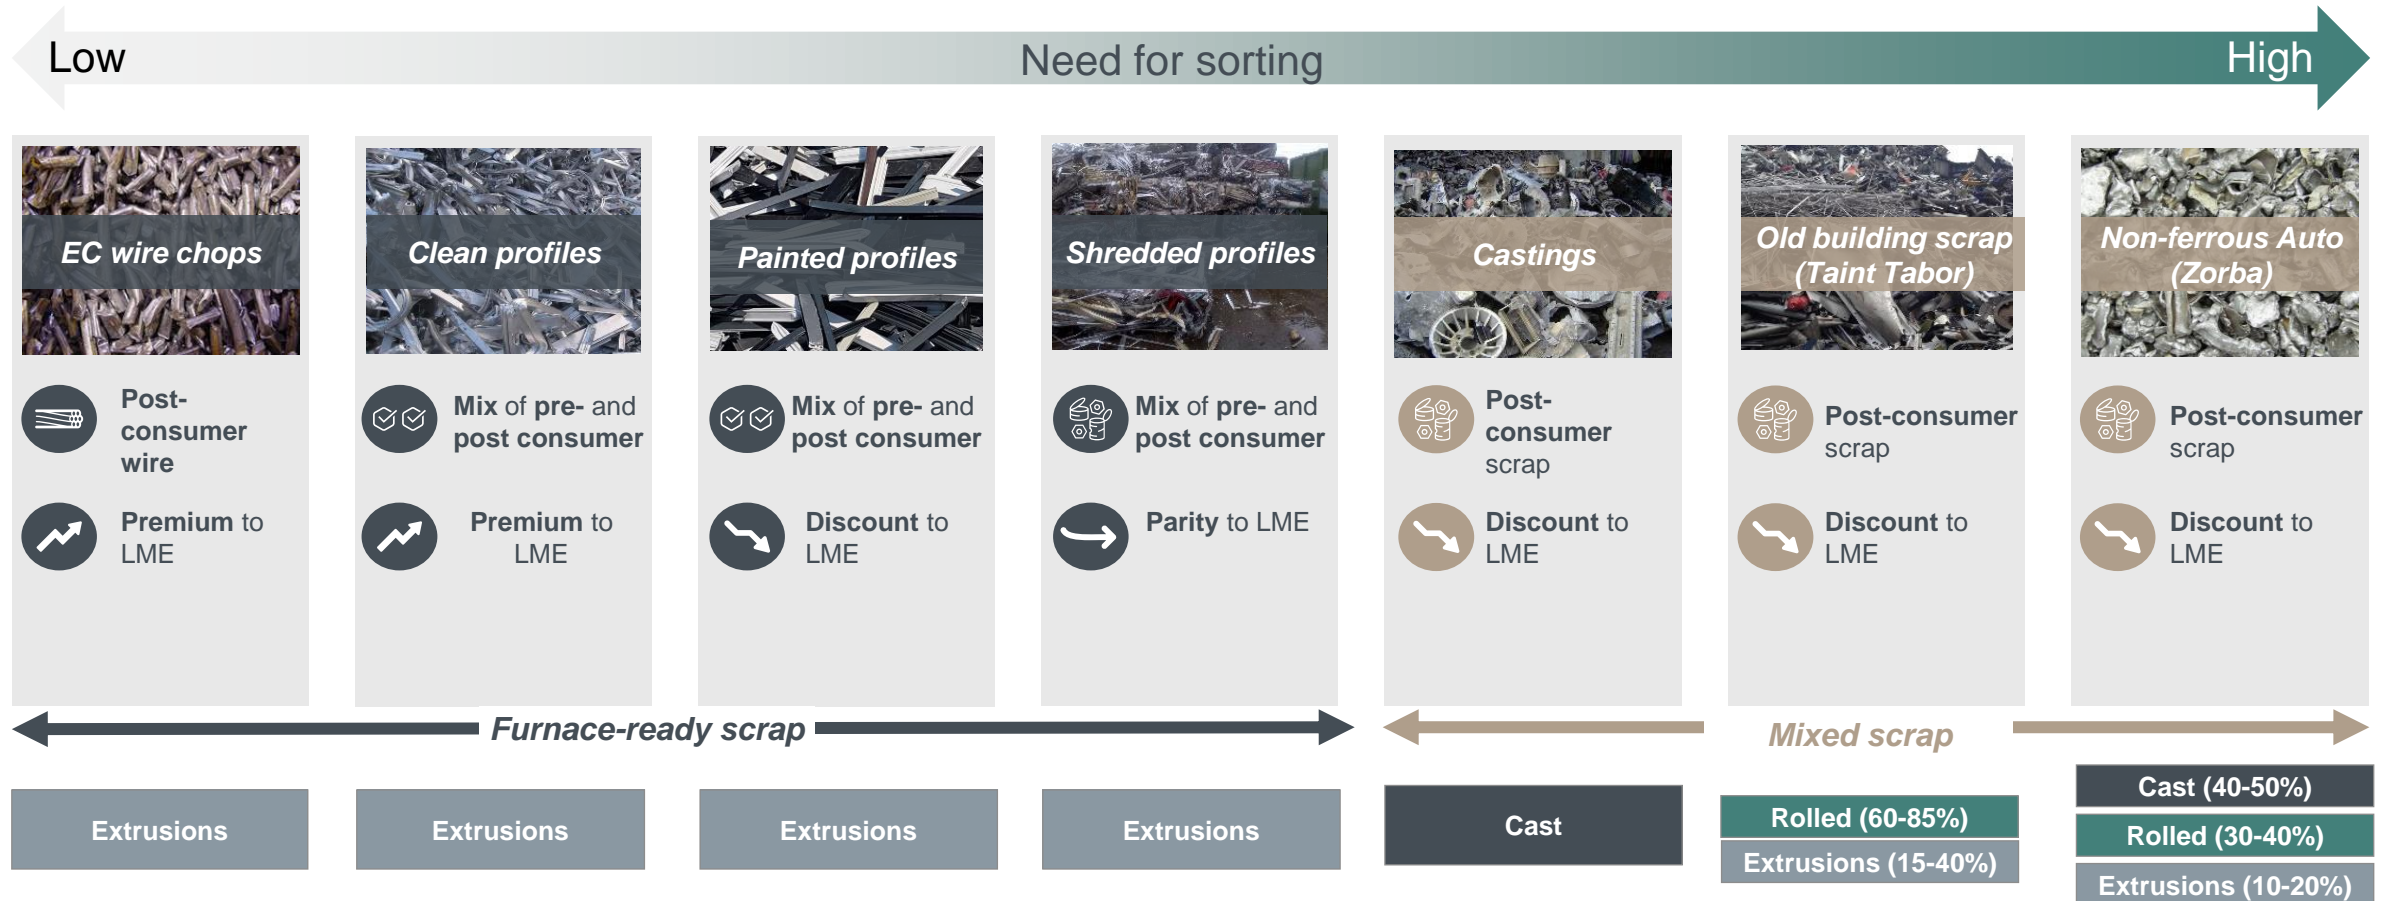 Low
Need for sorting
High
EC wire chops
Post-
consumer
wire
Premium to
LME
Clean profiles
Mix of pre- and
post consumer
Premium to
LME
Painted profiles
Mix of pre- and
post consumer
Discount to
LME
Shredded profiles
Mix of pre- and
post consumer
Parity to LME
Castings
Post-
consumer
scrap
Discount to
LME
Old building scrap
(Taint Tabor)
Post-consumer
scrap
Discount to
LME
Non-ferrous Auto
(Zorba)
Post-consumer
scrap
Discount to
LME
Furnace-ready scrap
Mixed scrap
Extrusions
Extrusions
Extrusions
Extrusions
Cast
Rolled (60-85%)
Extrusions (15-40%)
Cast (40-50%)
Rolled (30-40%)
Extrusions (10-20%)